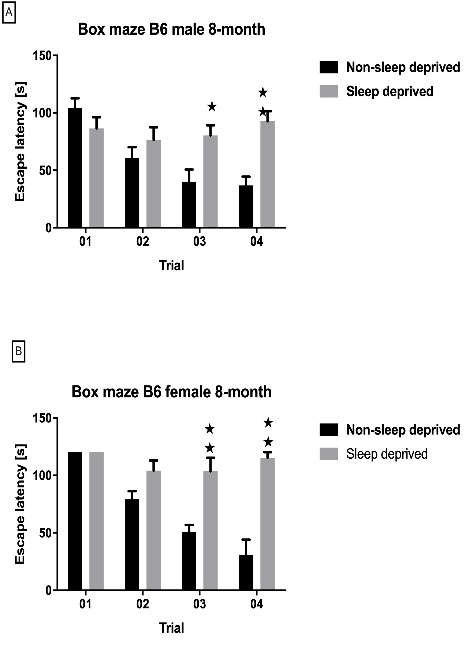 A
Box maze B6 male 8-month
Escape latency [s]
150
100
50
0
01 02 03 04
Trial
Non-sleep deprived
Sleep deprived
B
Box maze B6 female 8-month
Escape latency [s]
150
100
50
0
01 02 03 04
Trial
Non-sleep deprived
Sleep deprived